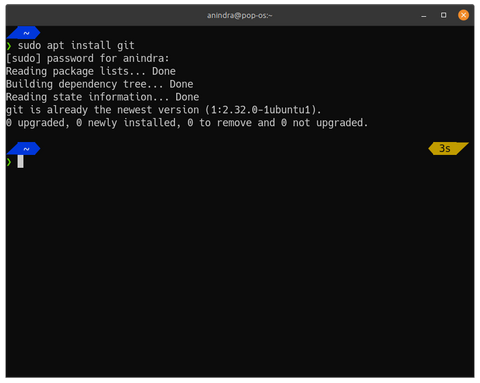 anindra@pop-os:~
~
❯ sudo apt install git
[sudo] password for anindra:
Reading package lists... Done
Building dependency tree... Done
Reading state information... Done
git is already the newest version (1:2.32.0-1ubuntu1).
0 upgraded, 0 newly installed, 0 to remove and 0 not upgraded.
~ 3s
❯